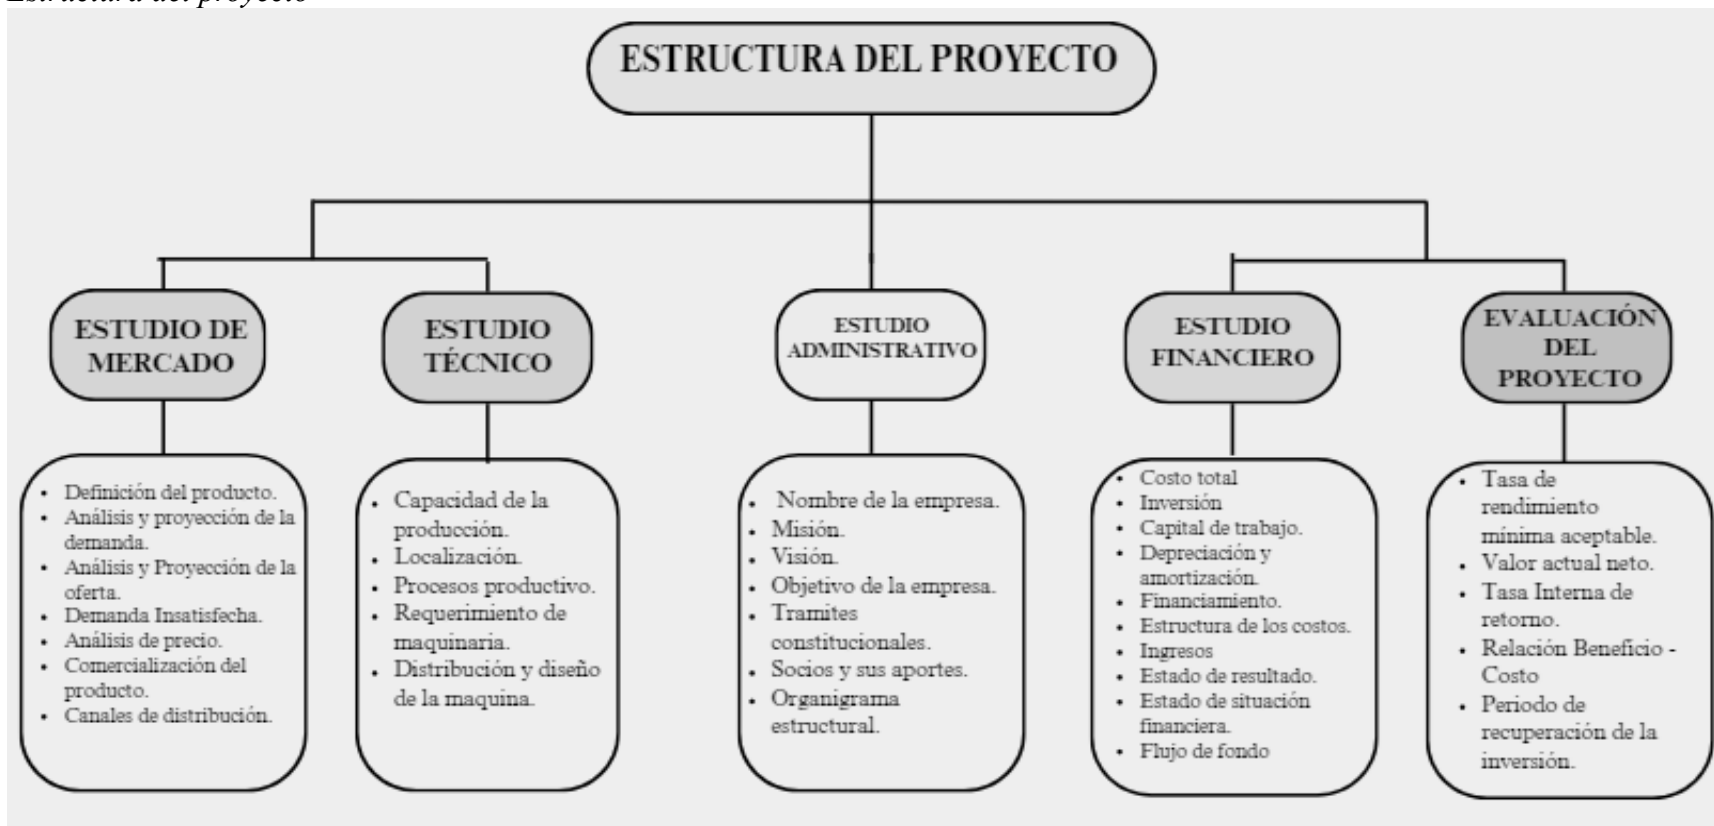 Estructura del proyecto
ESTRUCTURA DEL PROYECTO
ESTUDIO DE
MERCADO
• Definición del producto.
• Análisis y proyección de la
demanda.
• Análisis y Proyección de la
oferta.
• Demanda Insatisfecha.
• Análisis de precio.
• Comercialización del
producto.
• Canales de distribución.
ESTUDIO
TÉCNICO
• Capacidad de la
producción.
• Localización.
• Procesos productivo.
• Requerimiento de
maquinaria.
• Distribución y diseño
de la maquina.
ESTUDIO
ADMINISTRATIVO
• Nombre de la empresa.
• Misión.
• Visión.
• Objetivo de la empresa.
• Tramites
constitucionales.
• Socios y sus aportes.
• Organigrama
estructural.
ESTUDIO
FINANCIERO
• Costo total
• Inversión
• Capital de trabajo.
• Depreciación y
amortización.
• Financiamiento.
• Estructura de los costos.
• Ingresos
• Estado de resultado.
• Estado de situación
financiera.
• Flujo de fondo
EVALUACIÓN
DEL
PROYECTO
• Tasa de
rendimiento
mínima aceptable.
• Valor actual neto.
• Tasa Interna de
retorno.
• Relación Beneficio -
Costo
• Periodo de
recuperación de la
inversión.